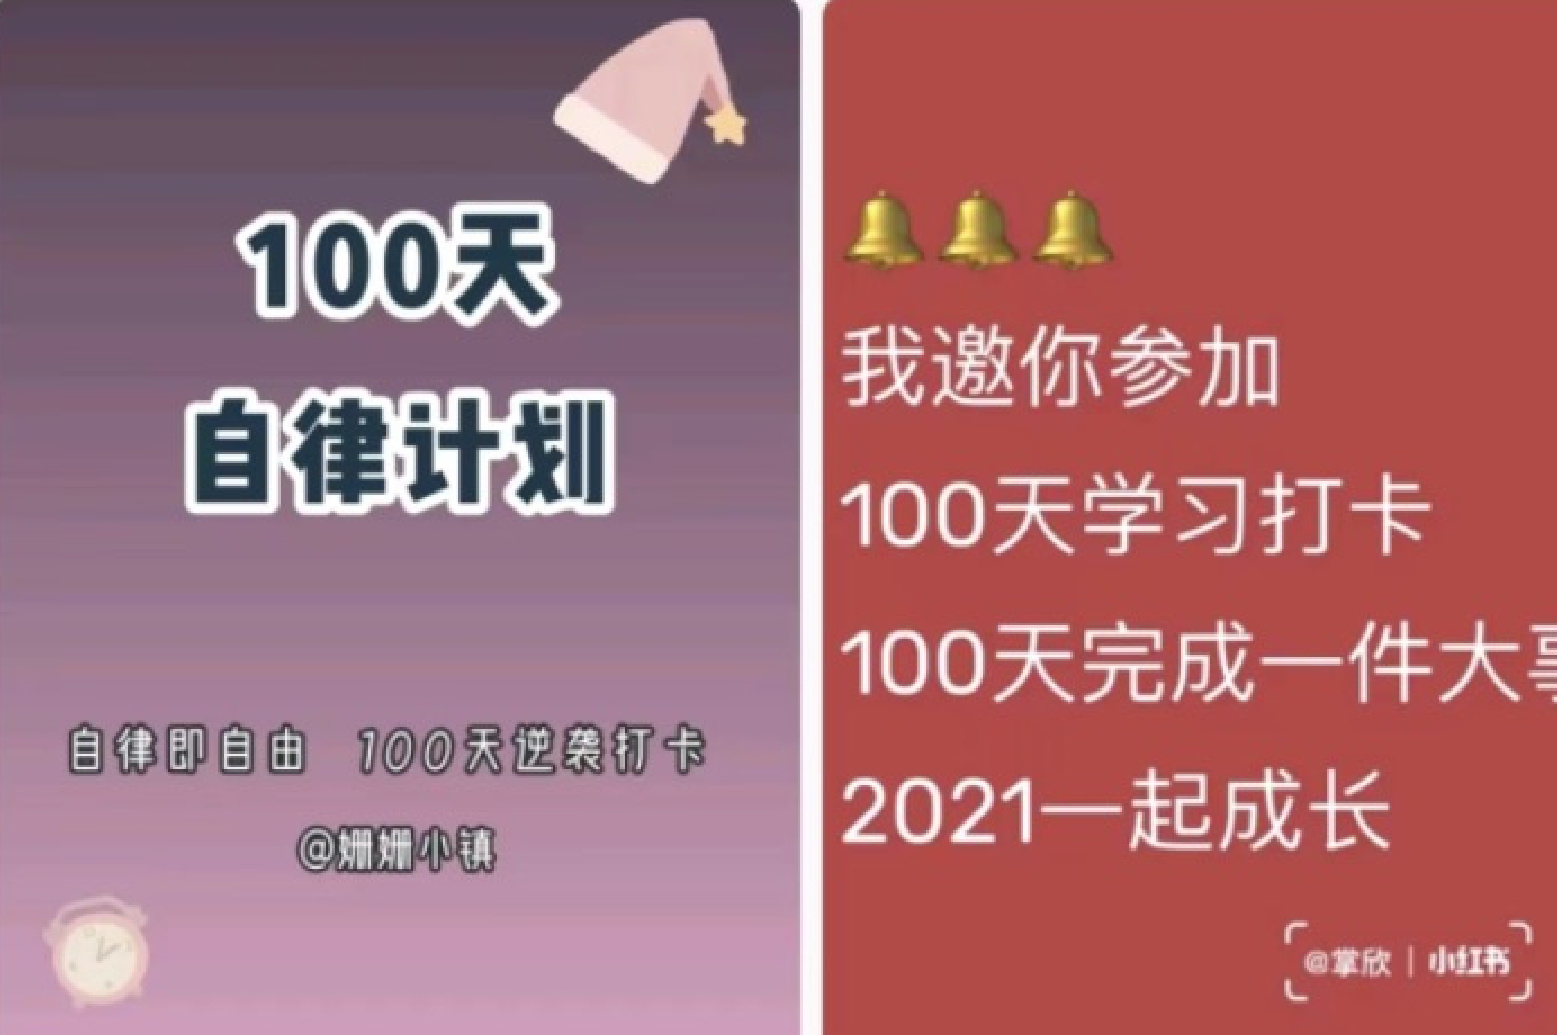 100天
自律计划
自律即自由 100天逆袭打卡
@姗姗小镇
我邀你参加
100天学习打卡
100天完成一件大事
2021一起成长
@掌欣 | 小红书